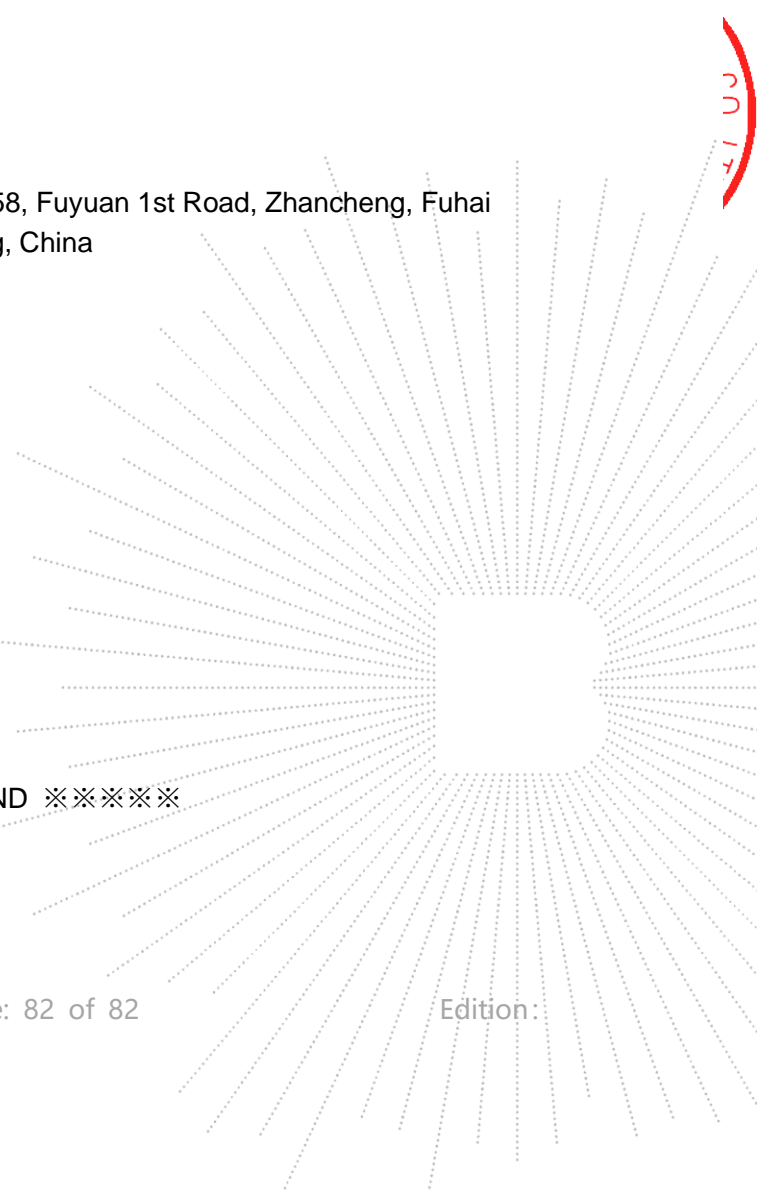 58, Fuyuan 1st Road, Zhancheng, Fuhai
g, China
ND ※※※※※
e: 82 of 82 Edition: